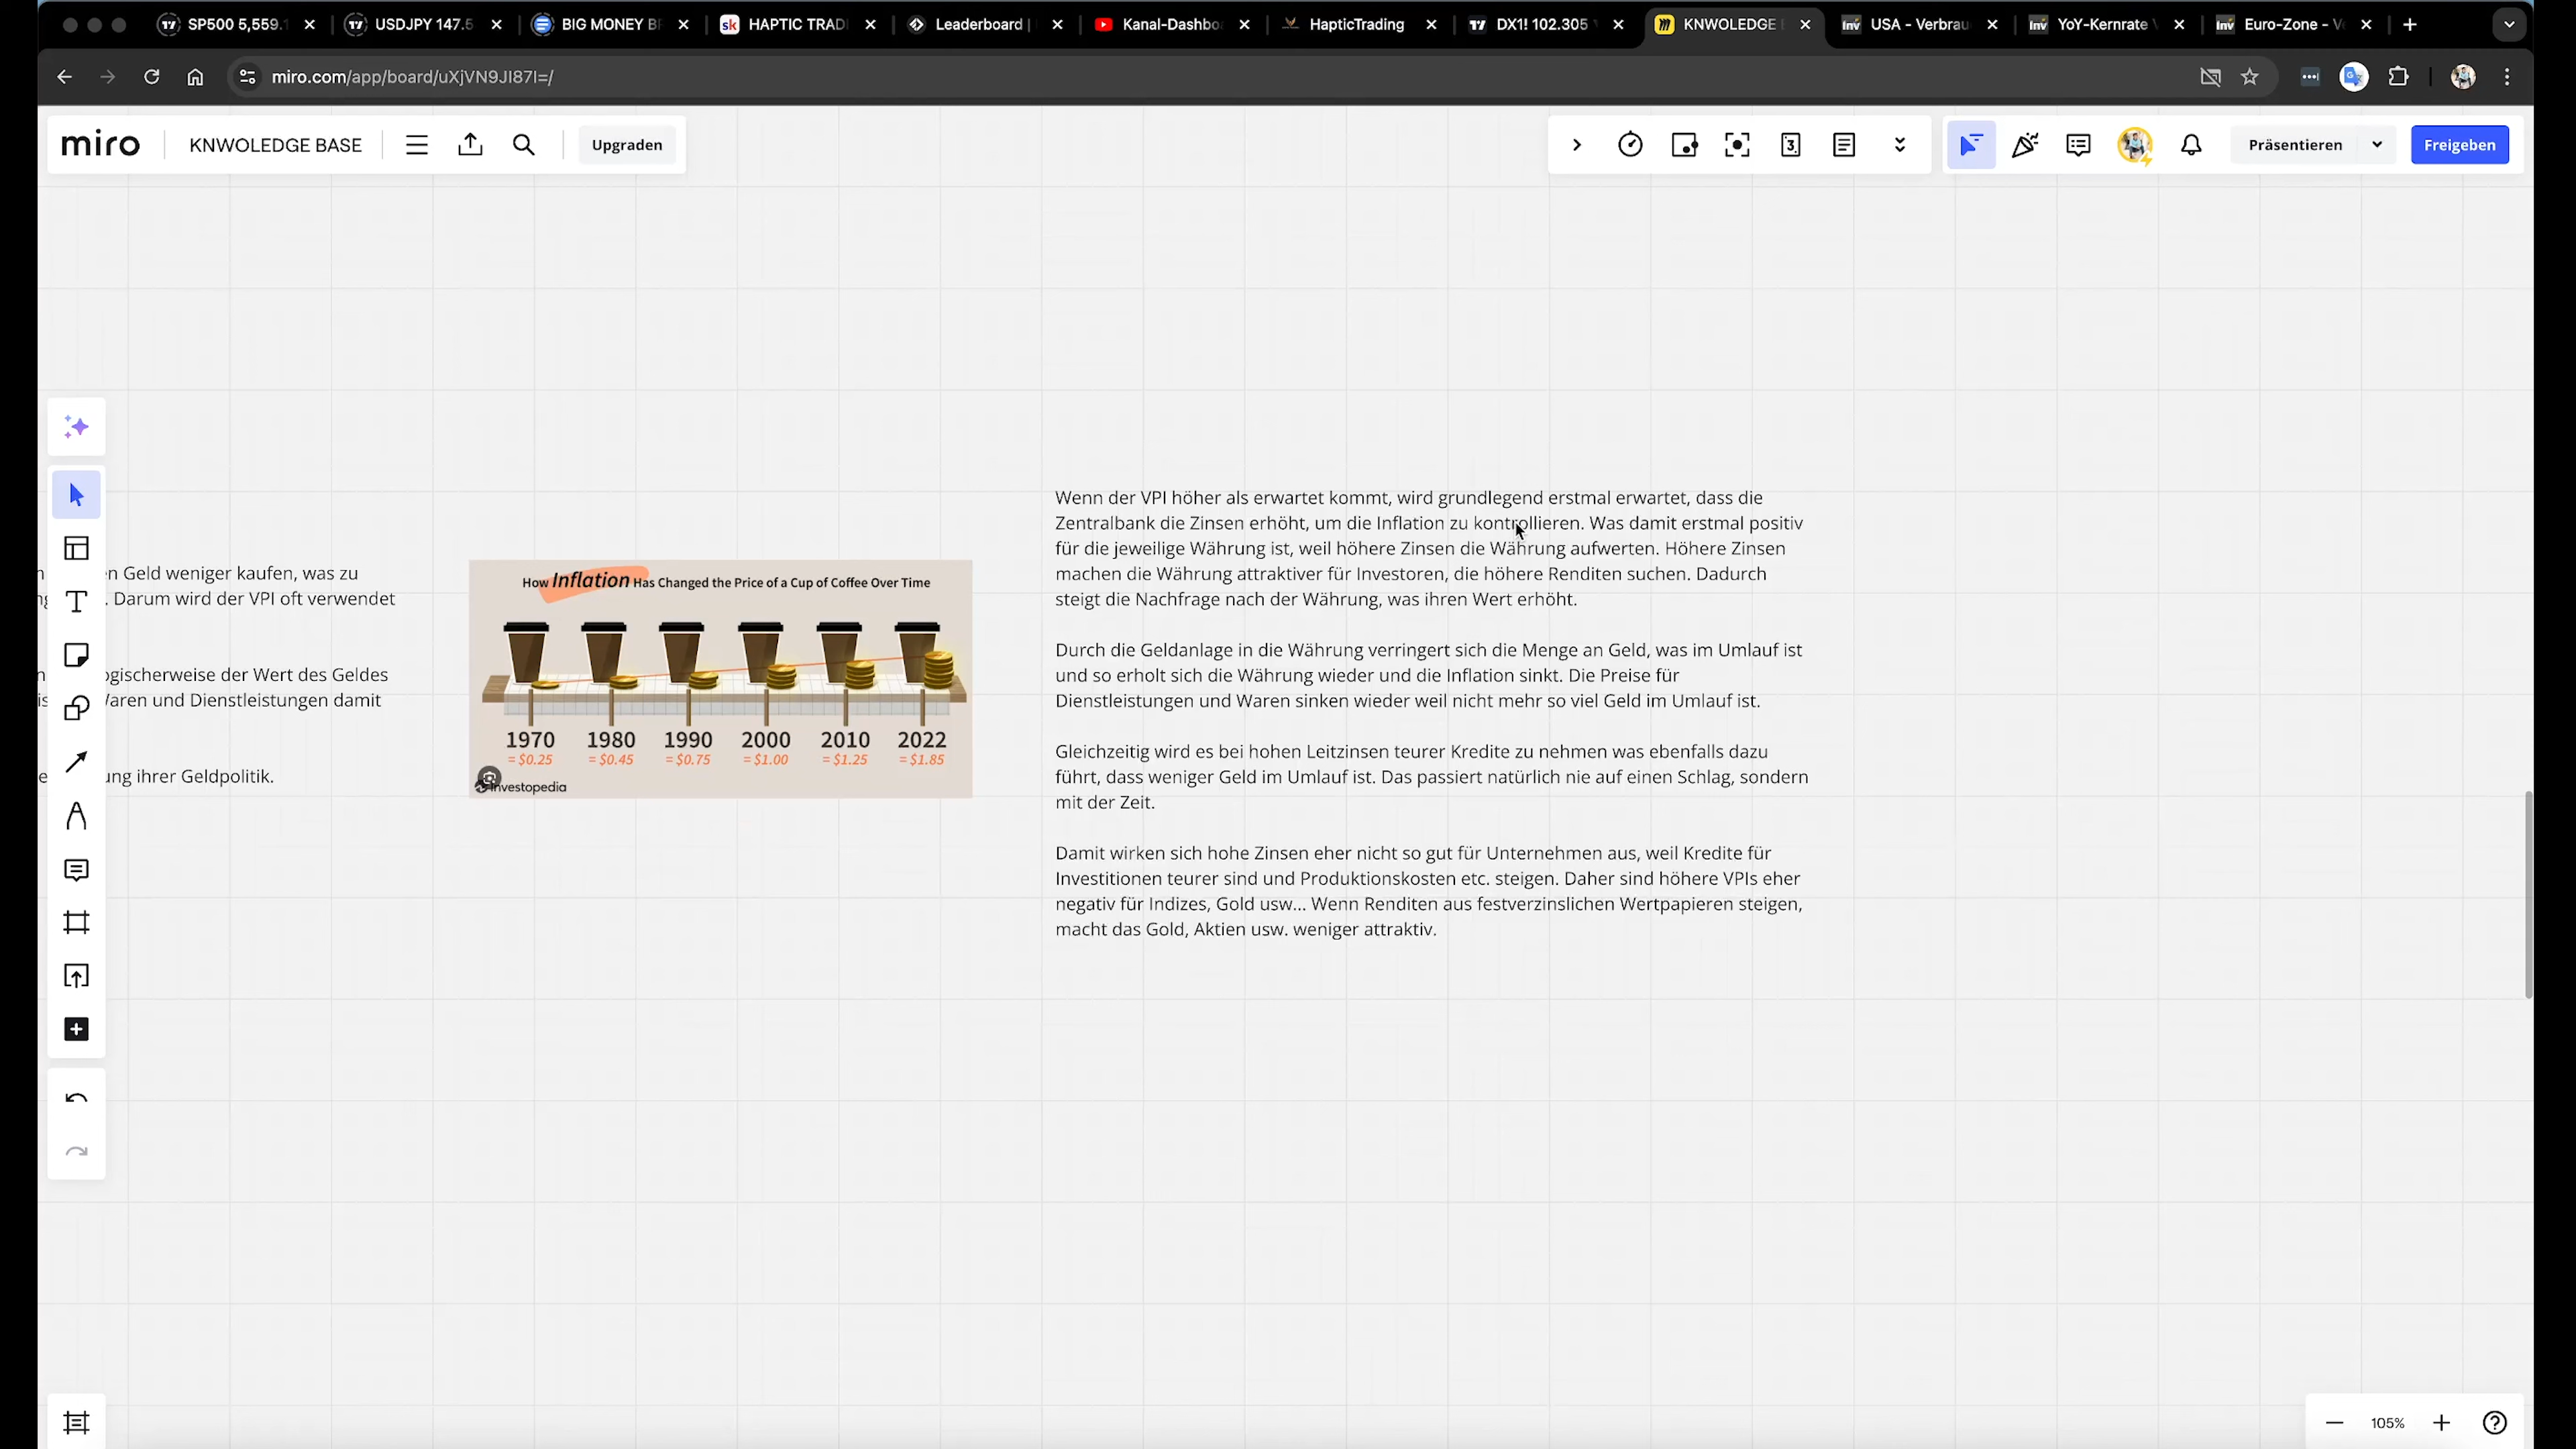 SP500 5,559.
USDJPY 147.5
BIG MONEY B
HAPTIC TRAD
Leaderboard |
Kanal-Dashbo
HapticTrading
DX1! 102.305
KNWOLEDGE
USA - Verbrau
YoY-Kernrate
Euro-Zone - V
miro.com/app/board/uXjVN9JI87I=/
miro
KNWOLEDGE BASE
Upgraden
3
Präsentieren
Freigeben
n Geld weniger kaufen, was zu
. Darum wird der VPI oft verwendet
ogischerweise der Wert des Geldes
Waren und Dienstleistungen damit
ung ihrer Geldpolitik.
How Inflation Has Changed the Price of a Cup of Coffee Over Time
1970 1980 1990 2000 2010 2022
= $0.25 = $0.45 = $0.75 = $1.00 = $1.25 = $1.85
Investopedia
Wenn der VPI höher als erwartet kommt, wird grundlegend erstmal erwartet, dass die
Zentralbank die Zinsen erhöht, um die Inflation zu kontrollieren. Was damit erstmal positiv
für die jeweilige Währung ist, weil höhere Zinsen die Währung aufwerten. Höhere Zinsen
machen die Währung attraktiver für Investoren, die höhere Renditen suchen. Dadurch
steigt die Nachfrage nach der Währung, was ihren Wert erhöht.
Durch die Geldanlage in die Währung verringert sich die Menge an Geld, was im Umlauf ist
und so erholt sich die Währung wieder und die Inflation sinkt. Die Preise für
Dienstleistungen und Waren sinken wieder weil nicht mehr so viel Geld im Umlauf ist.
Gleichzeitig wird es bei hohen Leitzinsen teurer Kredite zu nehmen was ebenfalls dazu
führt, dass weniger Geld im Umlauf ist. Das passiert natürlich nie auf einen Schlag, sondern
mit der Zeit.
Damit wirken sich hohe Zinsen eher nicht so gut für Unternehmen aus, weil Kredite für
Investitionen teurer sind und Produktionskosten etc. steigen. Daher sind höhere VPIs eher
negativ für Indizes, Gold usw... Wenn Renditen aus festverzinslichen Wertpapieren steigen,
macht das Gold, Aktien usw. weniger attraktiv.
105%